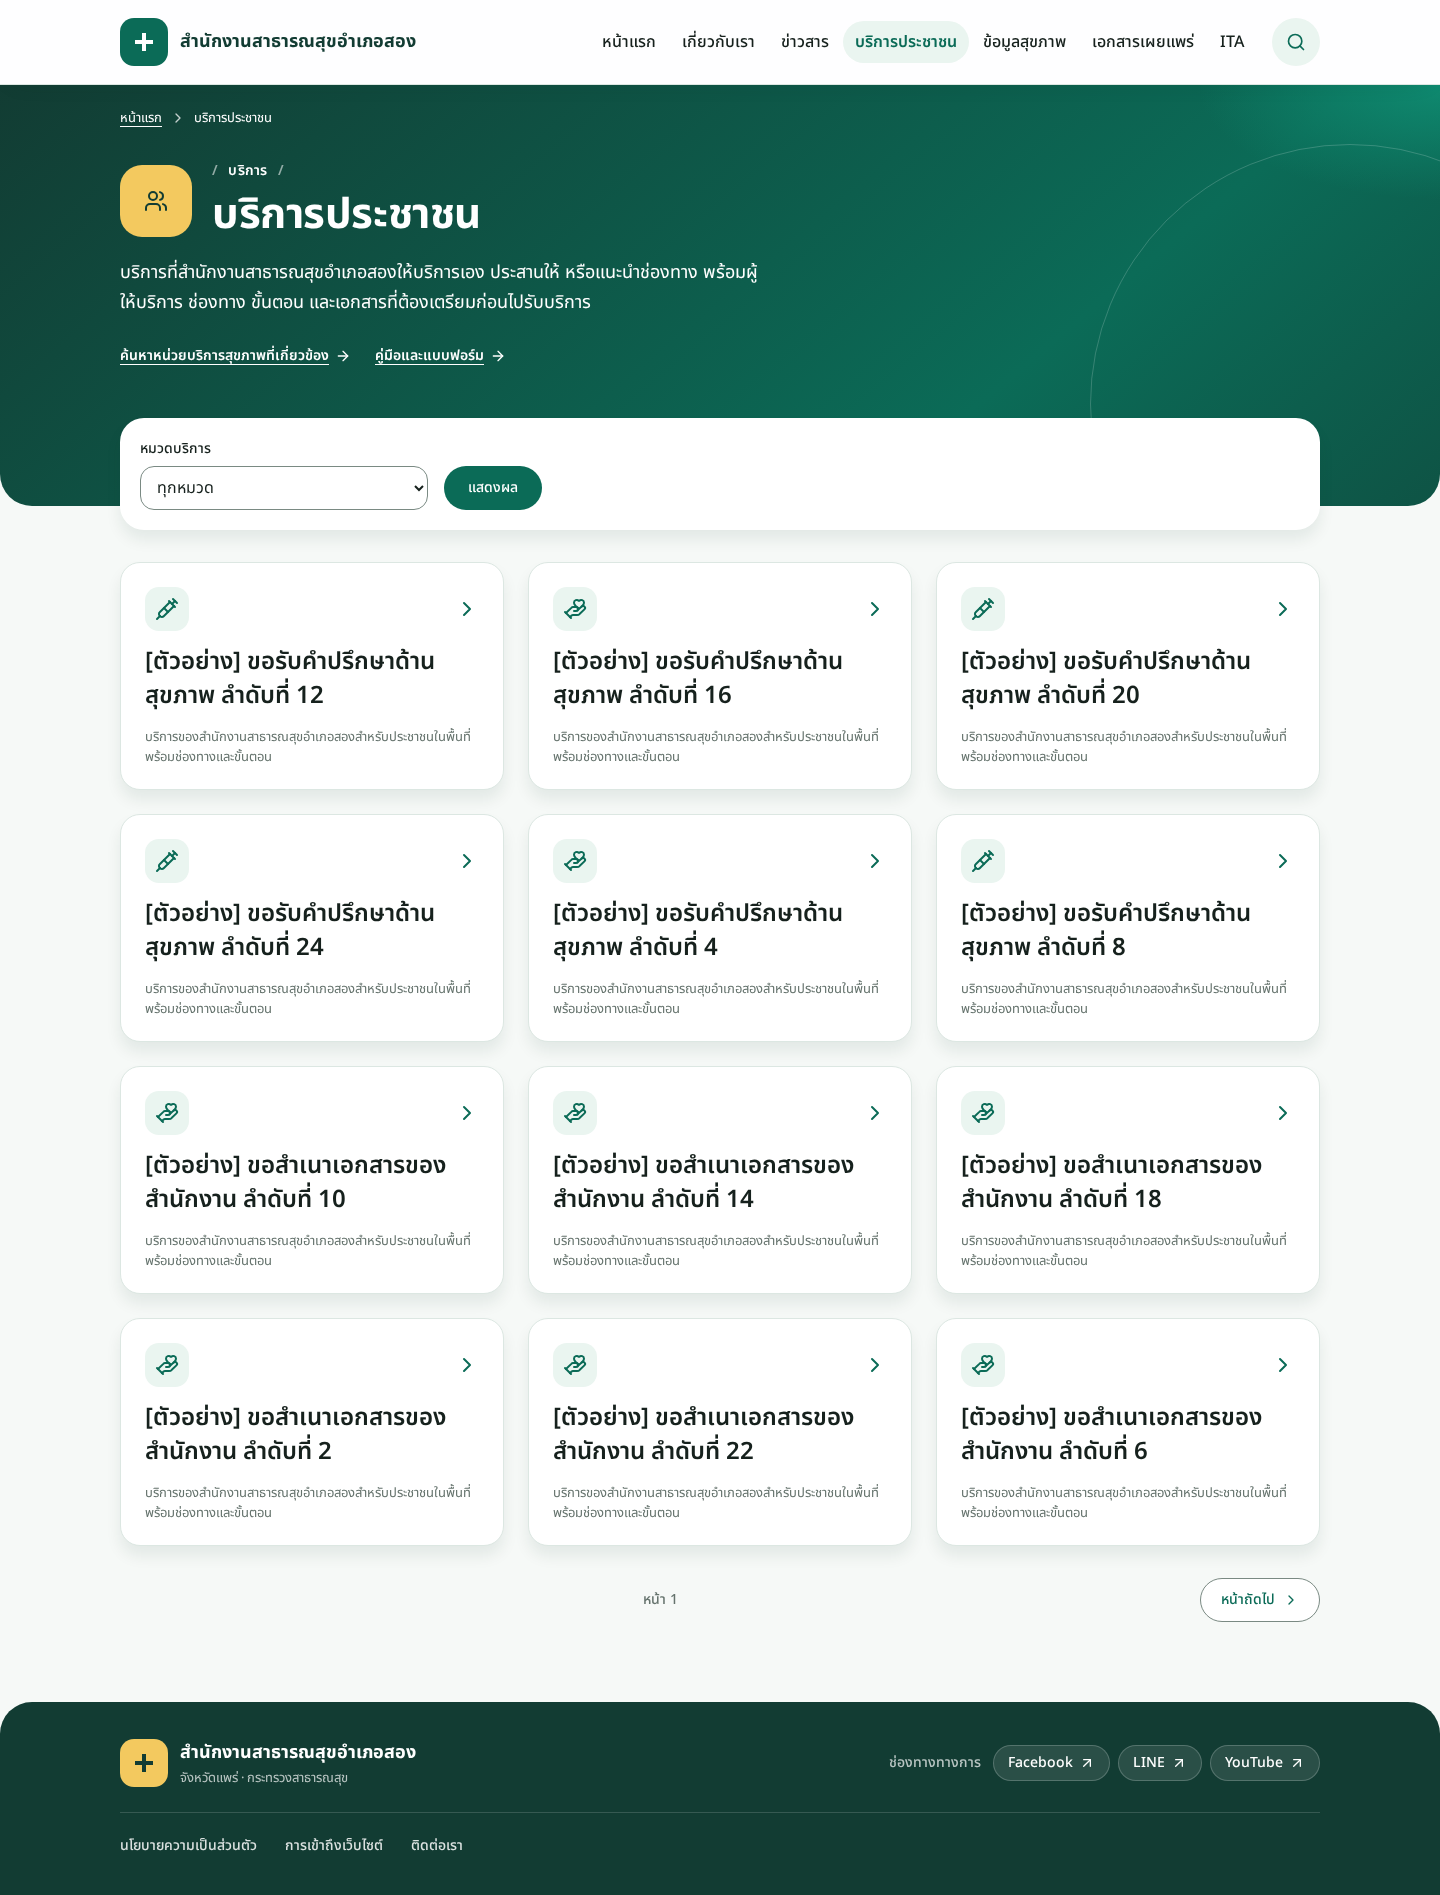 สำนักงานสาธารณสุขอำเภอสอง
หน้าแรก เกี่ยวกับเรา ข่าวสาร บริการประชาชน ข้อมูลสุขภาพ เอกสารเผยแพร่ ITA
หน้าแรก บริการประชาชน
/ บริการ /
บริการประชาชน
บริการที่สำนักงานสาธารณสุขอำเภอสองให้บริการเอง ประสานให้ หรือแนะนำช่องทาง พร้อมผู้
ให้บริการ ช่องทาง ขั้นตอน และเอกสารที่ต้องเตรียมก่อนไปรับบริการ
ค้นหาหน่วยบริการสุขภาพที่เกี่ยวข้อง คู่มือและแบบฟอร์ม
หมวดบริการ
ทุกหมวด แสดงผล
[ตัวอย่าง] ขอรับคำปรึกษาด้าน
สุขภาพ ลำดับที่ 12
บริการของสำนักงานสาธารณสุขอำเภอสองสำหรับประชาชนในพื้นที่
พร้อมช่องทางและขั้นตอน
[ตัวอย่าง] ขอรับคำปรึกษาด้าน
สุขภาพ ลำดับที่ 16
บริการของสำนักงานสาธารณสุขอำเภอสองสำหรับประชาชนในพื้นที่
พร้อมช่องทางและขั้นตอน
[ตัวอย่าง] ขอรับคำปรึกษาด้าน
สุขภาพ ลำดับที่ 20
บริการของสำนักงานสาธารณสุขอำเภอสองสำหรับประชาชนในพื้นที่
พร้อมช่องทางและขั้นตอน
[ตัวอย่าง] ขอรับคำปรึกษาด้าน
สุขภาพ ลำดับที่ 24
บริการของสำนักงานสาธารณสุขอำเภอสองสำหรับประชาชนในพื้นที่
พร้อมช่องทางและขั้นตอน
[ตัวอย่าง] ขอรับคำปรึกษาด้าน
สุขภาพ ลำดับที่ 4
บริการของสำนักงานสาธารณสุขอำเภอสองสำหรับประชาชนในพื้นที่
พร้อมช่องทางและขั้นตอน
[ตัวอย่าง] ขอรับคำปรึกษาด้าน
สุขภาพ ลำดับที่ 8
บริการของสำนักงานสาธารณสุขอำเภอสองสำหรับประชาชนในพื้นที่
พร้อมช่องทางและขั้นตอน
[ตัวอย่าง] ขอสำเนาเอกสารของ
สำนักงาน ลำดับที่ 10
บริการของสำนักงานสาธารณสุขอำเภอสองสำหรับประชาชนในพื้นที่
พร้อมช่องทางและขั้นตอน
[ตัวอย่าง] ขอสำเนาเอกสารของ
สำนักงาน ลำดับที่ 14
บริการของสำนักงานสาธารณสุขอำเภอสองสำหรับประชาชนในพื้นที่
พร้อมช่องทางและขั้นตอน
[ตัวอย่าง] ขอสำเนาเอกสารของ
สำนักงาน ลำดับที่ 18
บริการของสำนักงานสาธารณสุขอำเภอสองสำหรับประชาชนในพื้นที่
พร้อมช่องทางและขั้นตอน
[ตัวอย่าง] ขอสำเนาเอกสารของ
สำนักงาน ลำดับที่ 2
บริการของสำนักงานสาธารณสุขอำเภอสองสำหรับประชาชนในพื้นที่
พร้อมช่องทางและขั้นตอน
[ตัวอย่าง] ขอสำเนาเอกสารของ
สำนักงาน ลำดับที่ 22
บริการของสำนักงานสาธารณสุขอำเภอสองสำหรับประชาชนในพื้นที่
พร้อมช่องทางและขั้นตอน
[ตัวอย่าง] ขอสำเนาเอกสารของ
สำนักงาน ลำดับที่ 6
บริการของสำนักงานสาธารณสุขอำเภอสองสำหรับประชาชนในพื้นที่
พร้อมช่องทางและขั้นตอน
หน้า 1 หน้าถัดไป
สำนักงานสาธารณสุขอำเภอสอง
จังหวัดแพร่ · กระทรวงสาธารณสุข
ช่องทางทางการ Facebook LINE YouTube
นโยบายความเป็นส่วนตัว การเข้าถึงเว็บไซต์ ติดต่อเรา